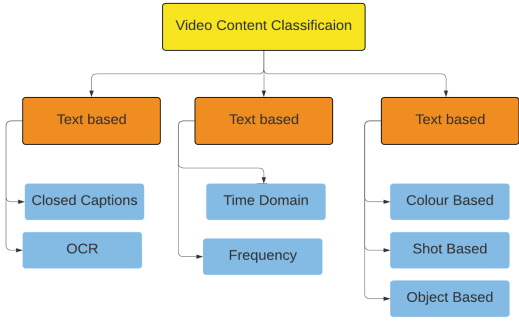 Video Content Classificaion
Text based
Text based
Text based
Closed Captions
Time Domain
Colour Based
OCR
Frequency
Shot Based
Object Based